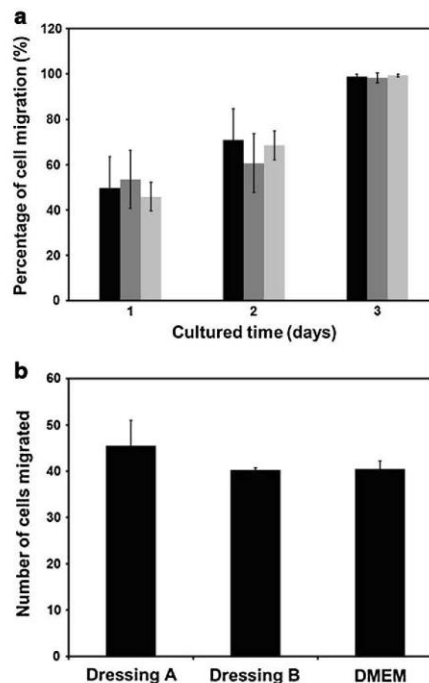 a
120
100
80
60
40
20
0
Percentage of cell migration (%)
1 2 3
Cultured time (days)
b
60
50
40
30
20
10
0
Number of cells migrated
Dressing A Dressing B DMEM